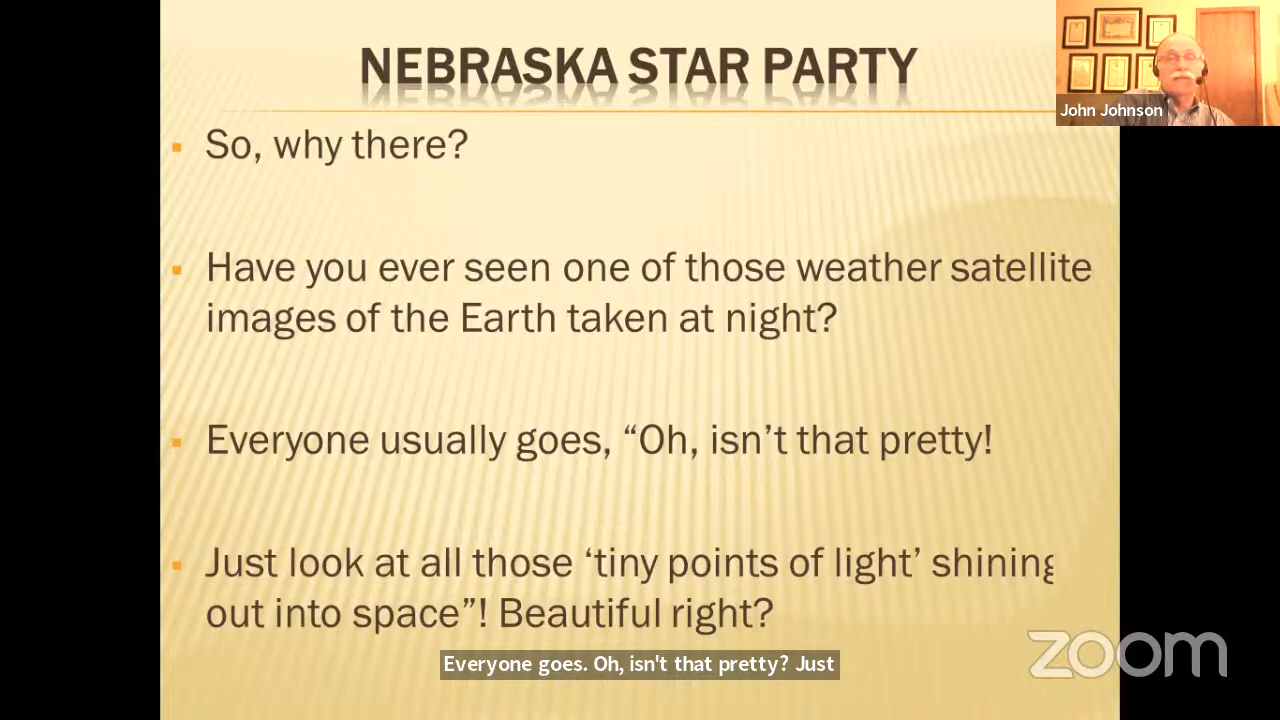 NEBRASKA STAR PARTY
John Johnson
So, why there?
Have you ever seen one of those weather satellite
images of the Earth taken at night?
Everyone usually goes, “Oh, isn’t that pretty!
Just look at all those ‘tiny points of light’ shining
out into space”! Beautiful right?
Everyone goes. Oh, isn't that pretty? Just
zoom